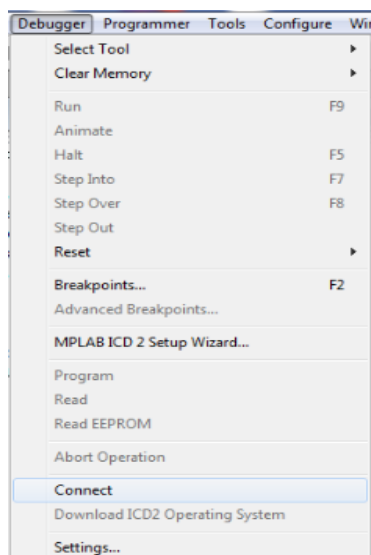 Debugger Programmer Tools Configure
Select Tool
Clear Memory
Run F9
Animate
Halt F5
Step Into F7
Step Over F8
Step Out
Reset
Breakpoints... F2
Advanced Breakpoints...
MPLAB ICD 2 Setup Wizard...
Program
Read
Read EEPROM
Abort Operation
Connect
Download ICD2 Operating System
Settings...